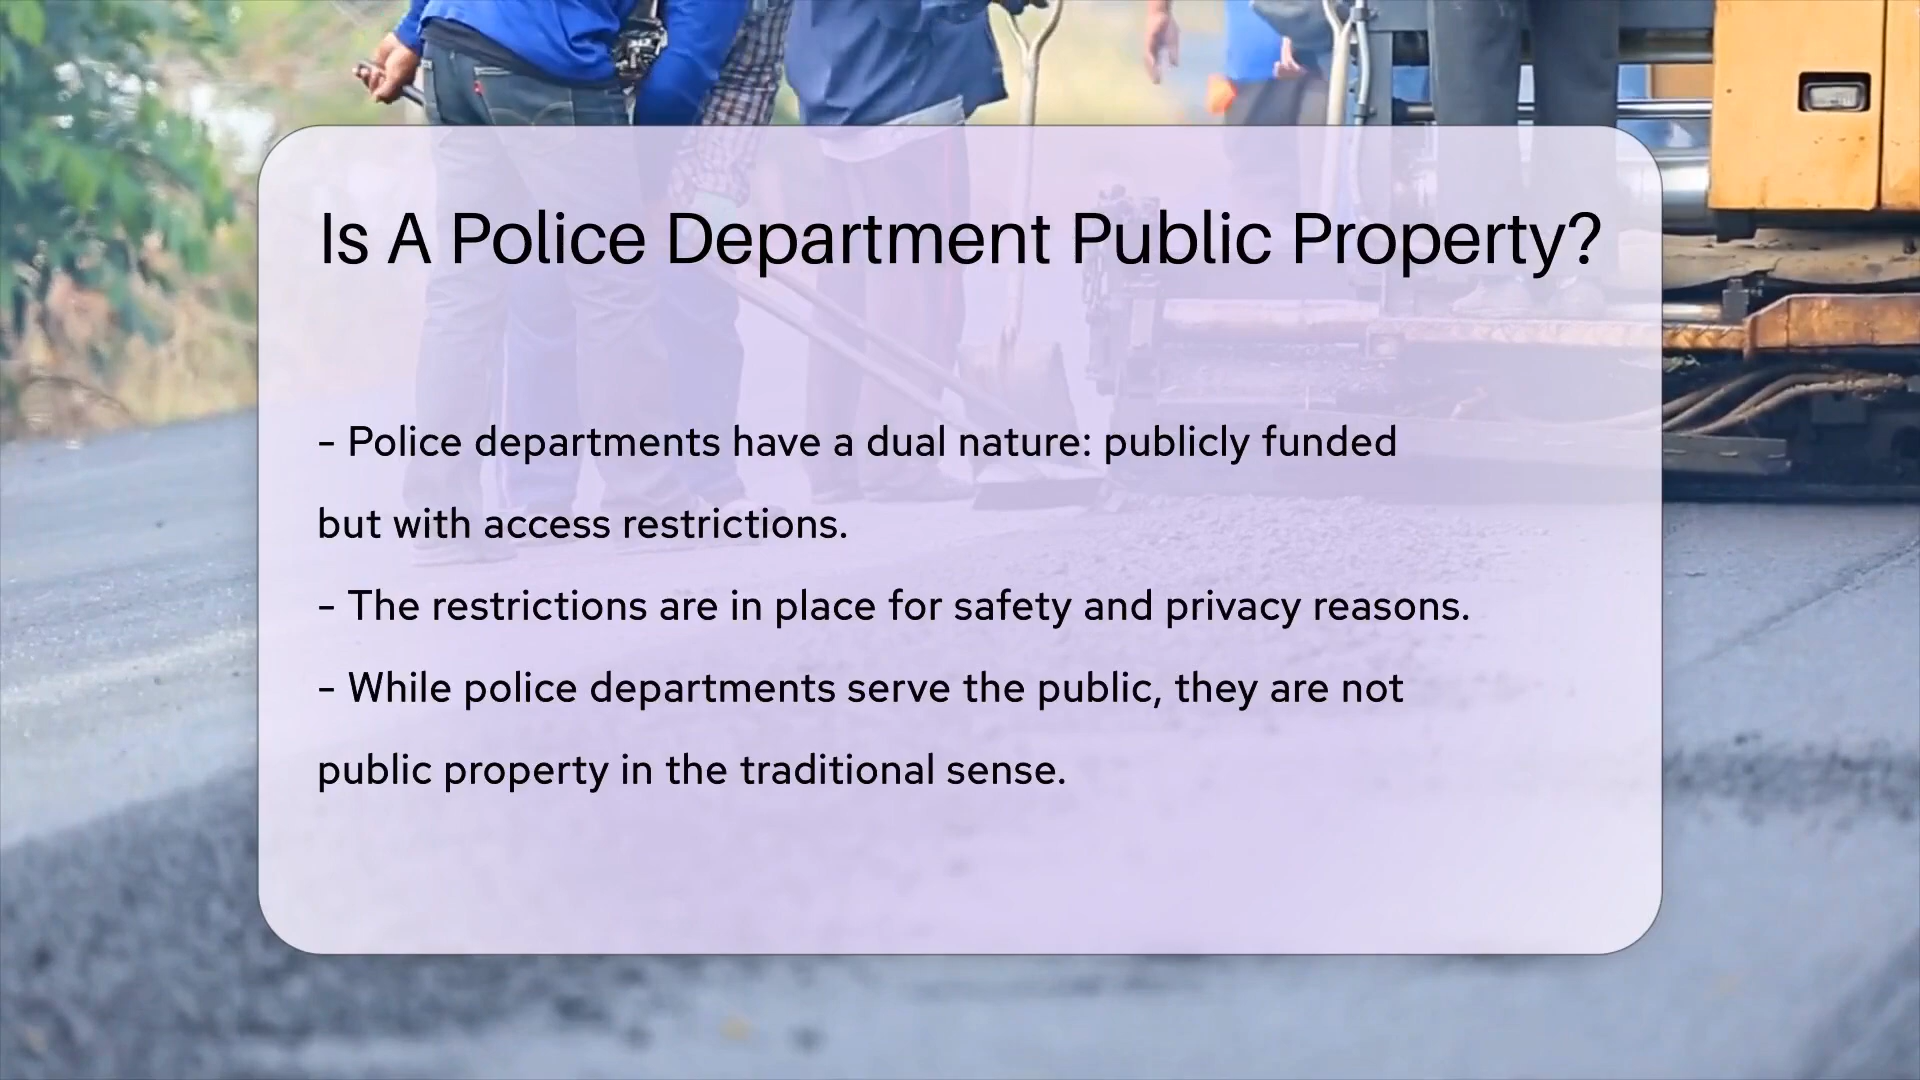 Is A Police Department Public Property?
– Police departments have a dual nature: publicly funded
but with access restrictions.
– The restrictions are in place for safety and privacy reasons.
– While police departments serve the public, they are not
public property in the traditional sense.